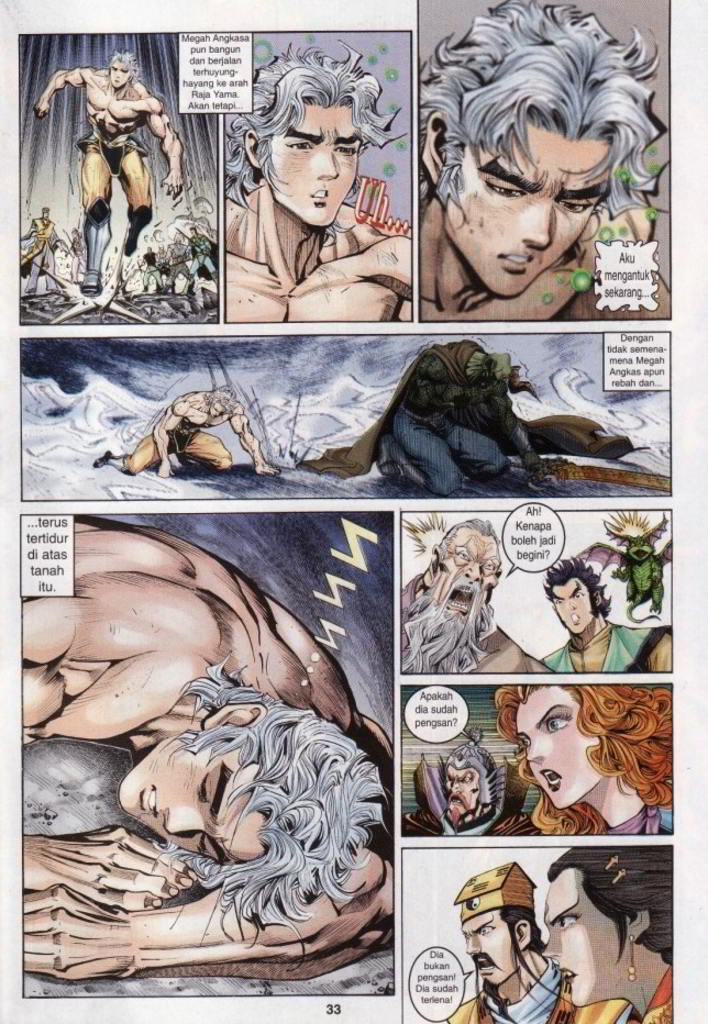 Megah Angkasa
pun bangun
dan berjalan
terhuyung-
hayang ke arah
Raja Yama.
Akan tetapi...
Uh....
Aku
mengantuk
sekarang...
Dengan
tidak semena-
mena Megah
Angkas apun
rebah dan...
...terus
tertidur
di atas
tanah
itu.
Ah!
Kenapa
boleh jadi
begini?
Apakah
dia sudah
pengsan?
Dia
bukan
pengsan!
Dia sudah
terlena!
33